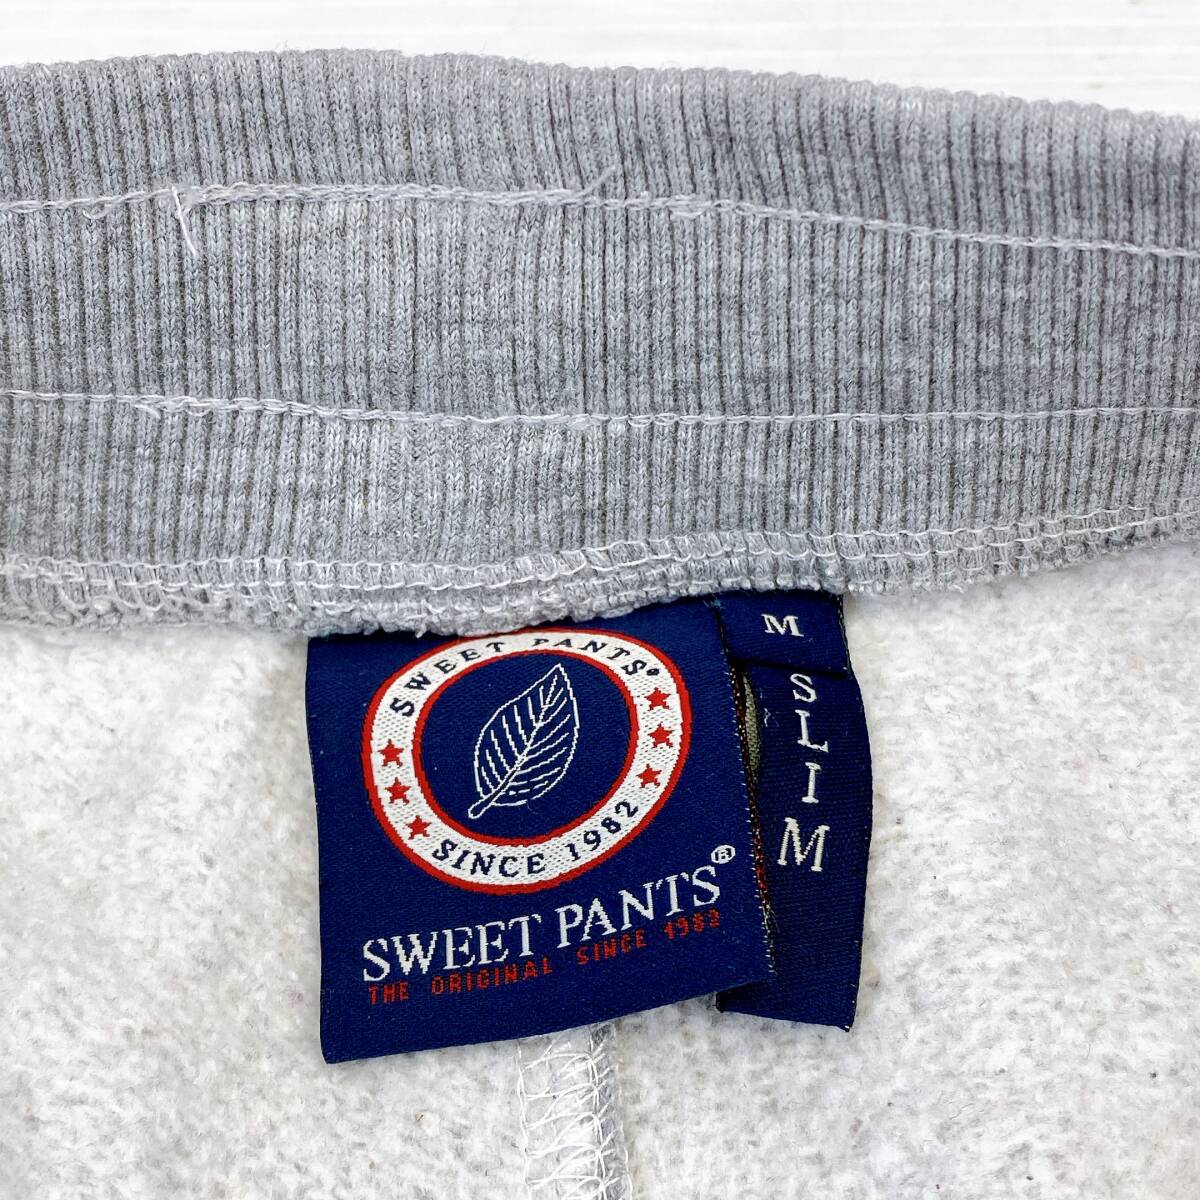 SWEET PANTS®
SINCE 1982
SWEET PANTS®
THE ORIGINAL SINCE 1982
M
SLIM